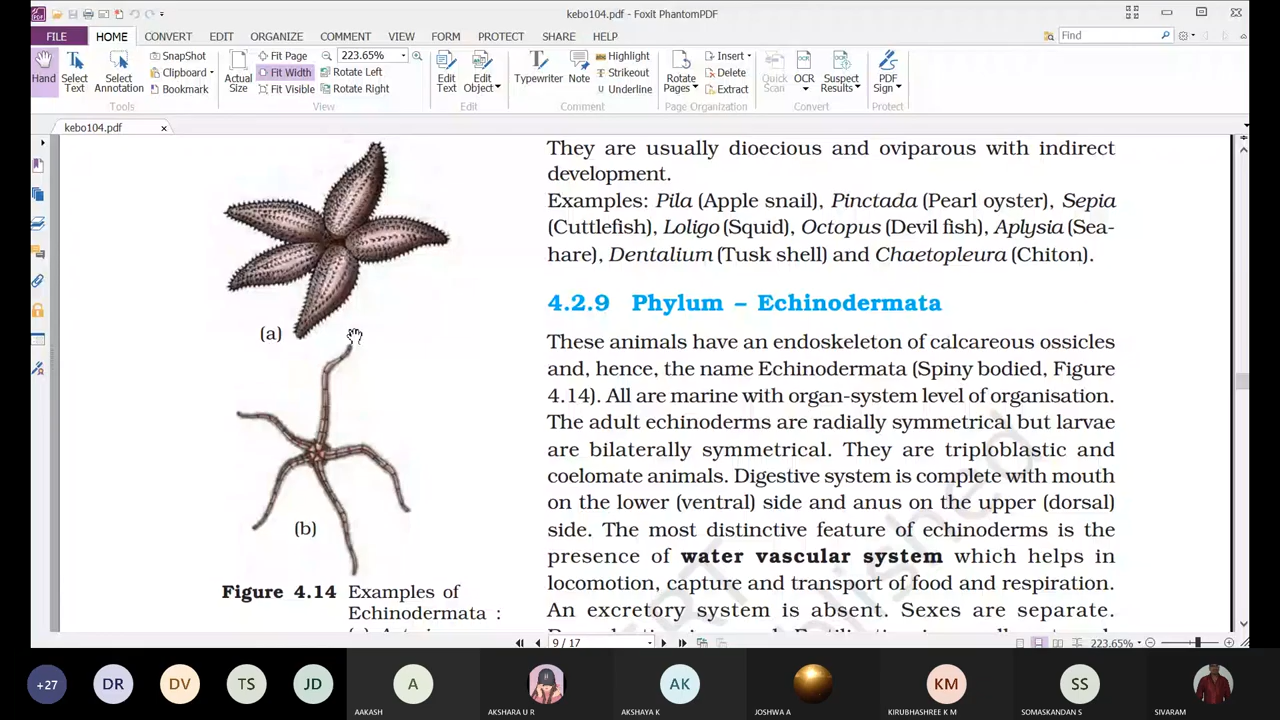 kebo104.pdf - Foxit PhantomPDF
FILE HOME CONVERT EDIT ORGANIZE COMMENT VIEW FORM PROTECT SHARE HELP Find
Hand
Select Text
Select Annotation
SnapShot
Clipboard
Bookmark
Tools
Actual Size
Fit Page
Fit Width
Fit Visible
223.65%
Rotate Left
Rotate Right
View
Edit Text
Edit Object
Edit
Typewriter
Note
Highlight
Strikeout
Underline
Comment
Rotate Pages
Insert
Delete
Extract
Page Organization
Quick Scan
OCR
Suspect Results
Convert
PDF Sign
Protect
kebo104.pdf
(a)
(b)
Figure 4.14 Examples of
Echinodermata :
They are usually dioecious and oviparous with indirect
development.
Examples: Pila (Apple snail), Pinctada (Pearl oyster), Sepia
(Cuttlefish), Loligo (Squid), Octopus (Devil fish), Aplysia (Sea-
hare), Dentalium (Tusk shell) and Chaetopleura (Chiton).
4.2.9 Phylum – Echinodermata
These animals have an endoskeleton of calcareous ossicles
and, hence, the name Echinodermata (Spiny bodied, Figure
4.14). All are marine with organ-system level of organisation.
The adult echinoderms are radially symmetrical but larvae
are bilaterally symmetrical. They are triploblastic and
coelomate animals. Digestive system is complete with mouth
on the lower (ventral) side and anus on the upper (dorsal)
side. The most distinctive feature of echinoderms is the
presence of water vascular system which helps in
locomotion, capture and transport of food and respiration.
An excretory system is absent. Sexes are separate.
9 / 17
223.65%
+27 DR DV TS JD A AK KM SS
AAKASH AKSHARA U R AKSHAYA K JOSHWA A KIRUBHASHREE K M SOMASKANDAN S SIVARAM